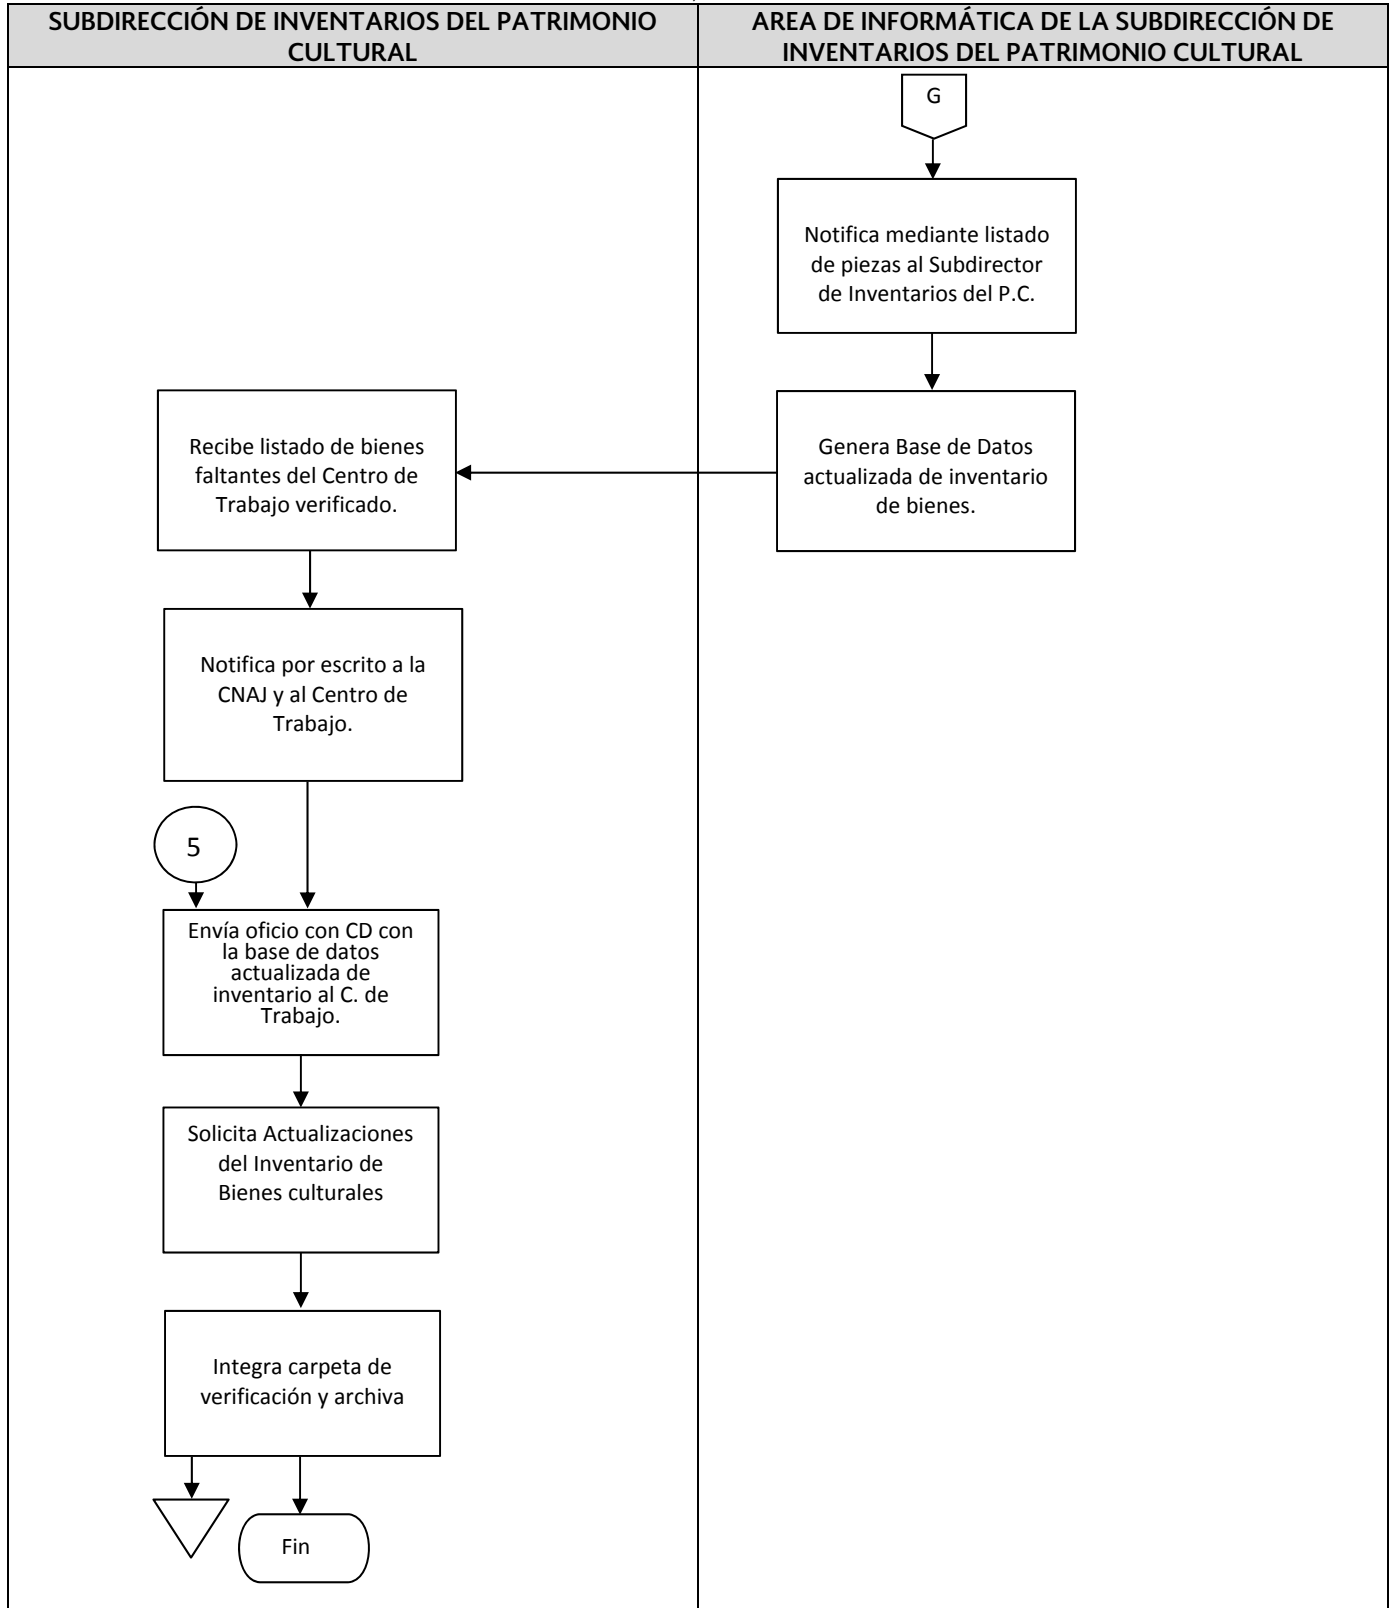 SUBDIRECCIÓN DE INVENTARIOS DEL PATRIMONIO
CULTURAL
AREA DE INFORMÁTICA DE LA SUBDIRECCIÓN DE
INVENTARIOS DEL PATRIMONIO CULTURAL
G
Notifica mediante listado
de piezas al Subdirector
de Inventarios del P.C.
Genera Base de Datos
actualizada de inventario
de bienes.
Recibe listado de bienes
faltantes del Centro de
Trabajo verificado.
Notifica por escrito a la
CNAJ y al Centro de
Trabajo.
5
Envía oficio con CD con
la base de datos
actualizada de
inventario al C. de
Trabajo.
Solicita Actualizaciones
del Inventario de
Bienes culturales
Integra carpeta de
verificación y archiva
Fin